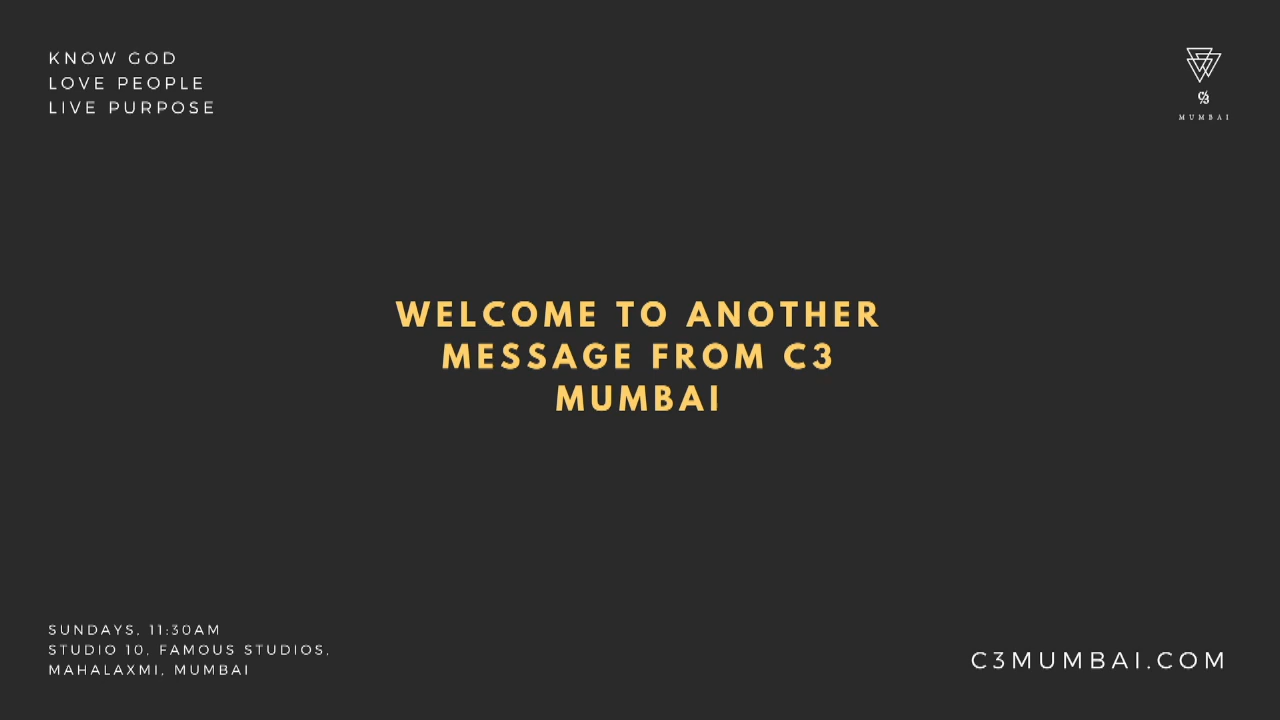 KNOW GOD
LOVE PEOPLE
LIVE PURPOSE
C3
MUMBAI
WELCOME TO ANOTHER
MESSAGE FROM C3
MUMBAI
SUNDAYS, 11:30AM
STUDIO 10, FAMOUS STUDIOS,
MAHALAXMI, MUMBAI
C3MUMBAI.COM